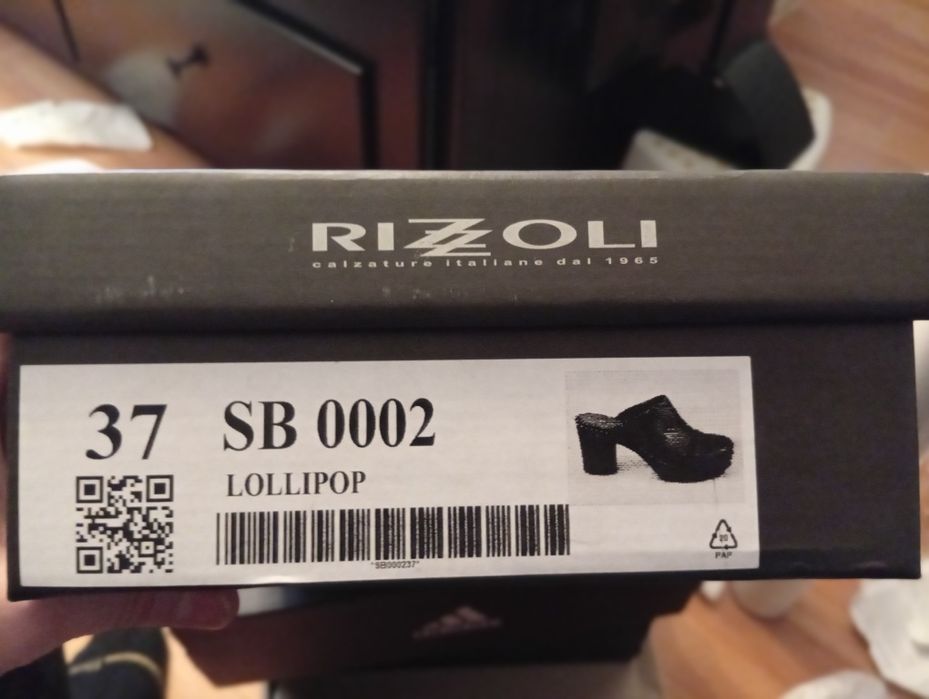 RIZZOLI
calzature italiane dal 1965
37
SB 0002
LOLLIPOP
*SB000237*
20
PAP